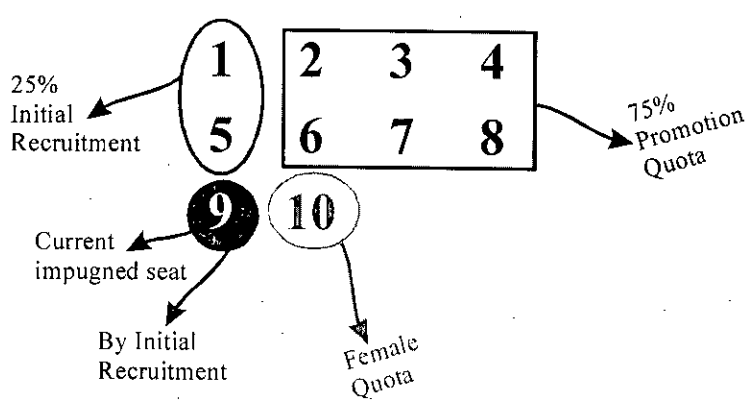 1 2 3 4
25%
Initial
Recruitment
5 6 7 8
75%
Promotion
Quota
9 10
Current
impugned seat
By Initial
Recruitment
Female
Quota